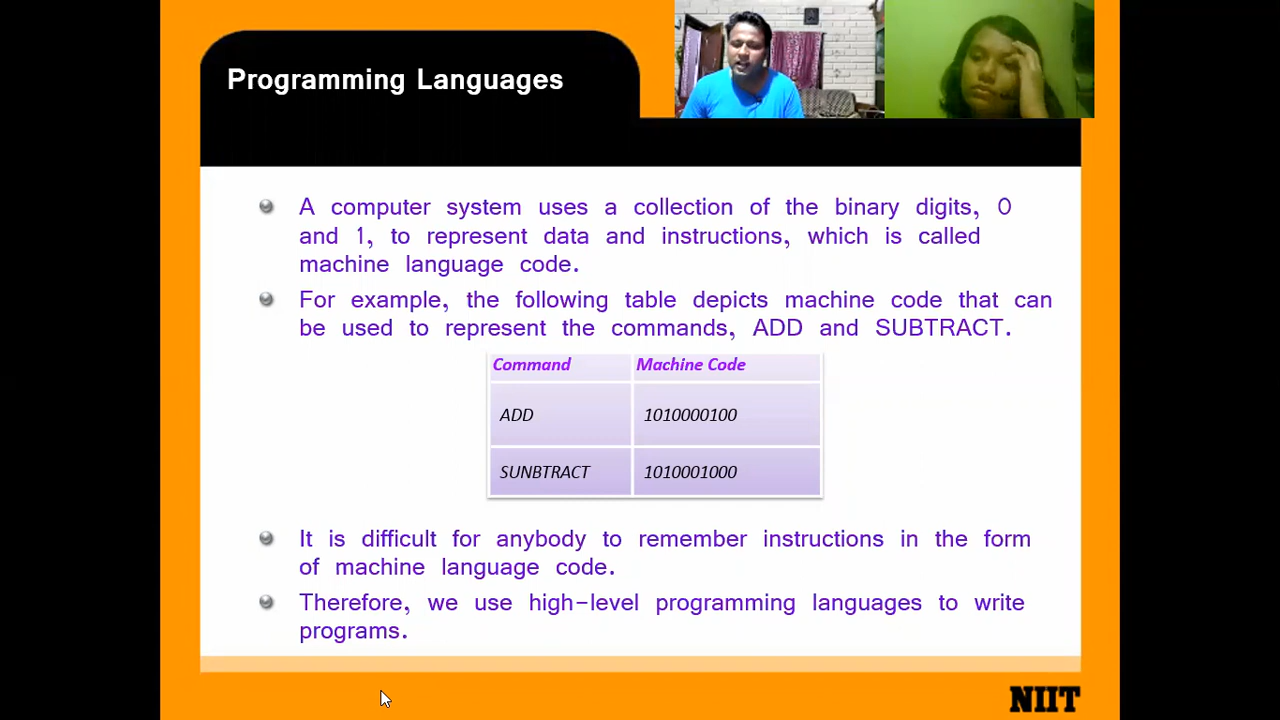 Programming Languages
A computer system uses a collection of the binary digits, 0
and 1, to represent data and instructions, which is called
machine language code.
For example, the following table depicts machine code that can
be used to represent the commands, ADD and SUBTRACT.
Command Machine Code
ADD 1010000100
SUNBTRACT 1010001000
It is difficult for anybody to remember instructions in the form
of machine language code.
Therefore, we use high-level programming languages to write
programs.
NIIT